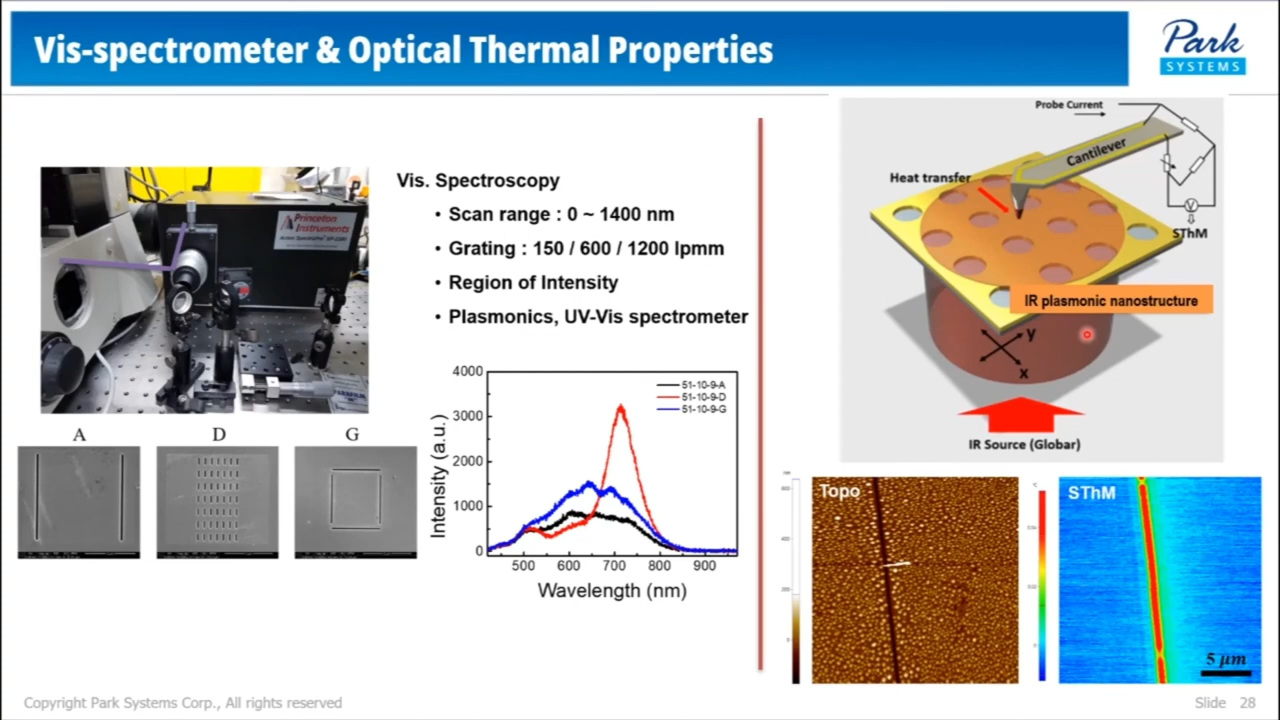 Vis-spectrometer & Optical Thermal Properties
Park
SYSTEMS
Princeton
Instruments
Vis. Spectroscopy
• Scan range : 0 ~ 1400 nm
• Grating : 150 / 600 / 1200 lpmm
• Region of Intensity
• Plasmonics, UV-Vis spectrometer
A
D
G
4000
3000
2000
1000
0
Intensity (a.u.)
51-10-9-A
51-10-9-D
51-10-9-G
500 600 700 800 900
Wavelength (nm)
Probe Current
Cantilever
Heat transfer
V
SThM
IR plasmonic nanostructure
y
x
IR Source (Globar)
Topo
SThM
5 μm
Copyright Park Systems Corp., All rights reserved
Slide 28